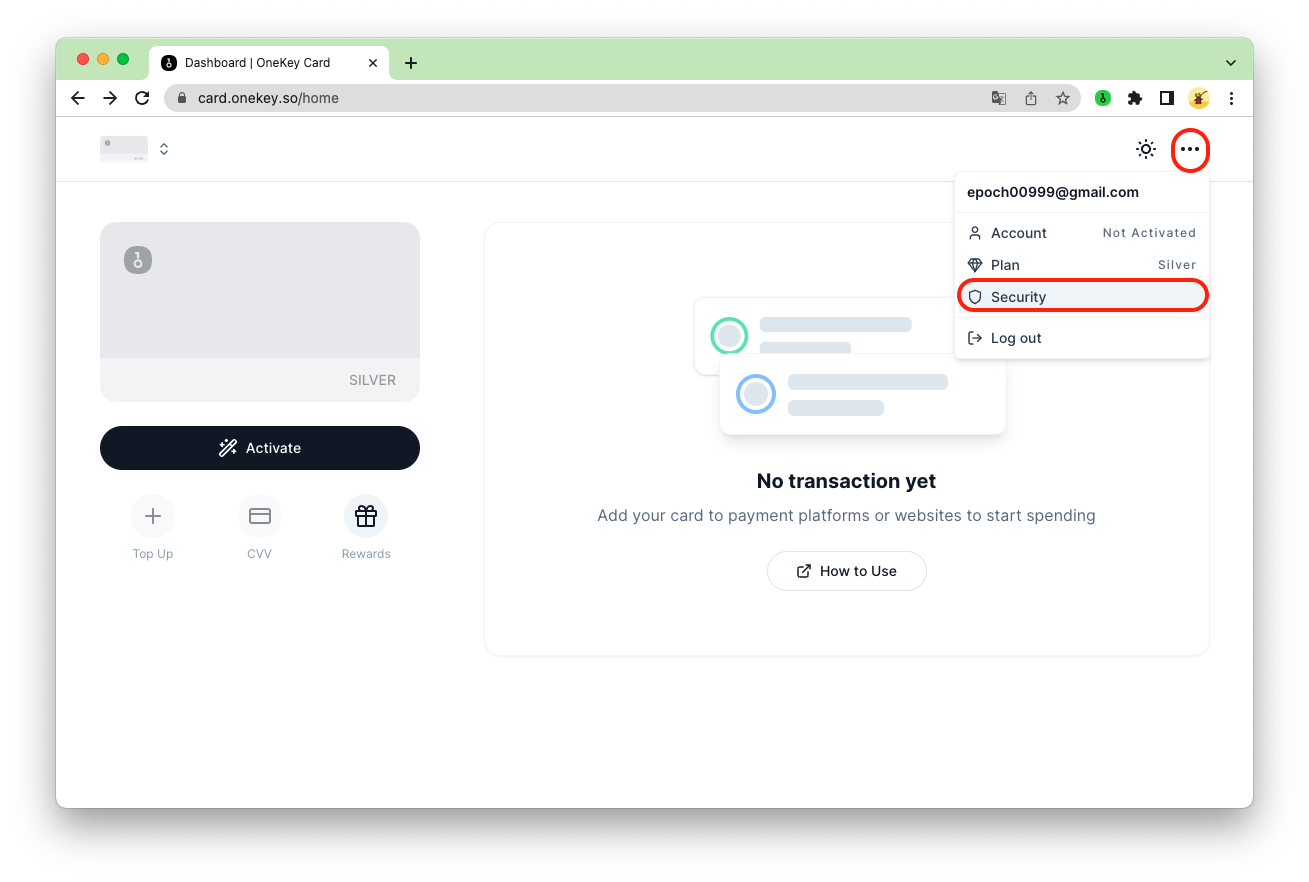 Dashboard | OneKey Card
card.onekey.so/home
epoch00999@gmail.com
Account Not Activated
Plan Silver
Security
Log out
SILVER
Activate
Top Up CVV Rewards
No transaction yet
Add your card to payment platforms or websites to start spending
How to Use